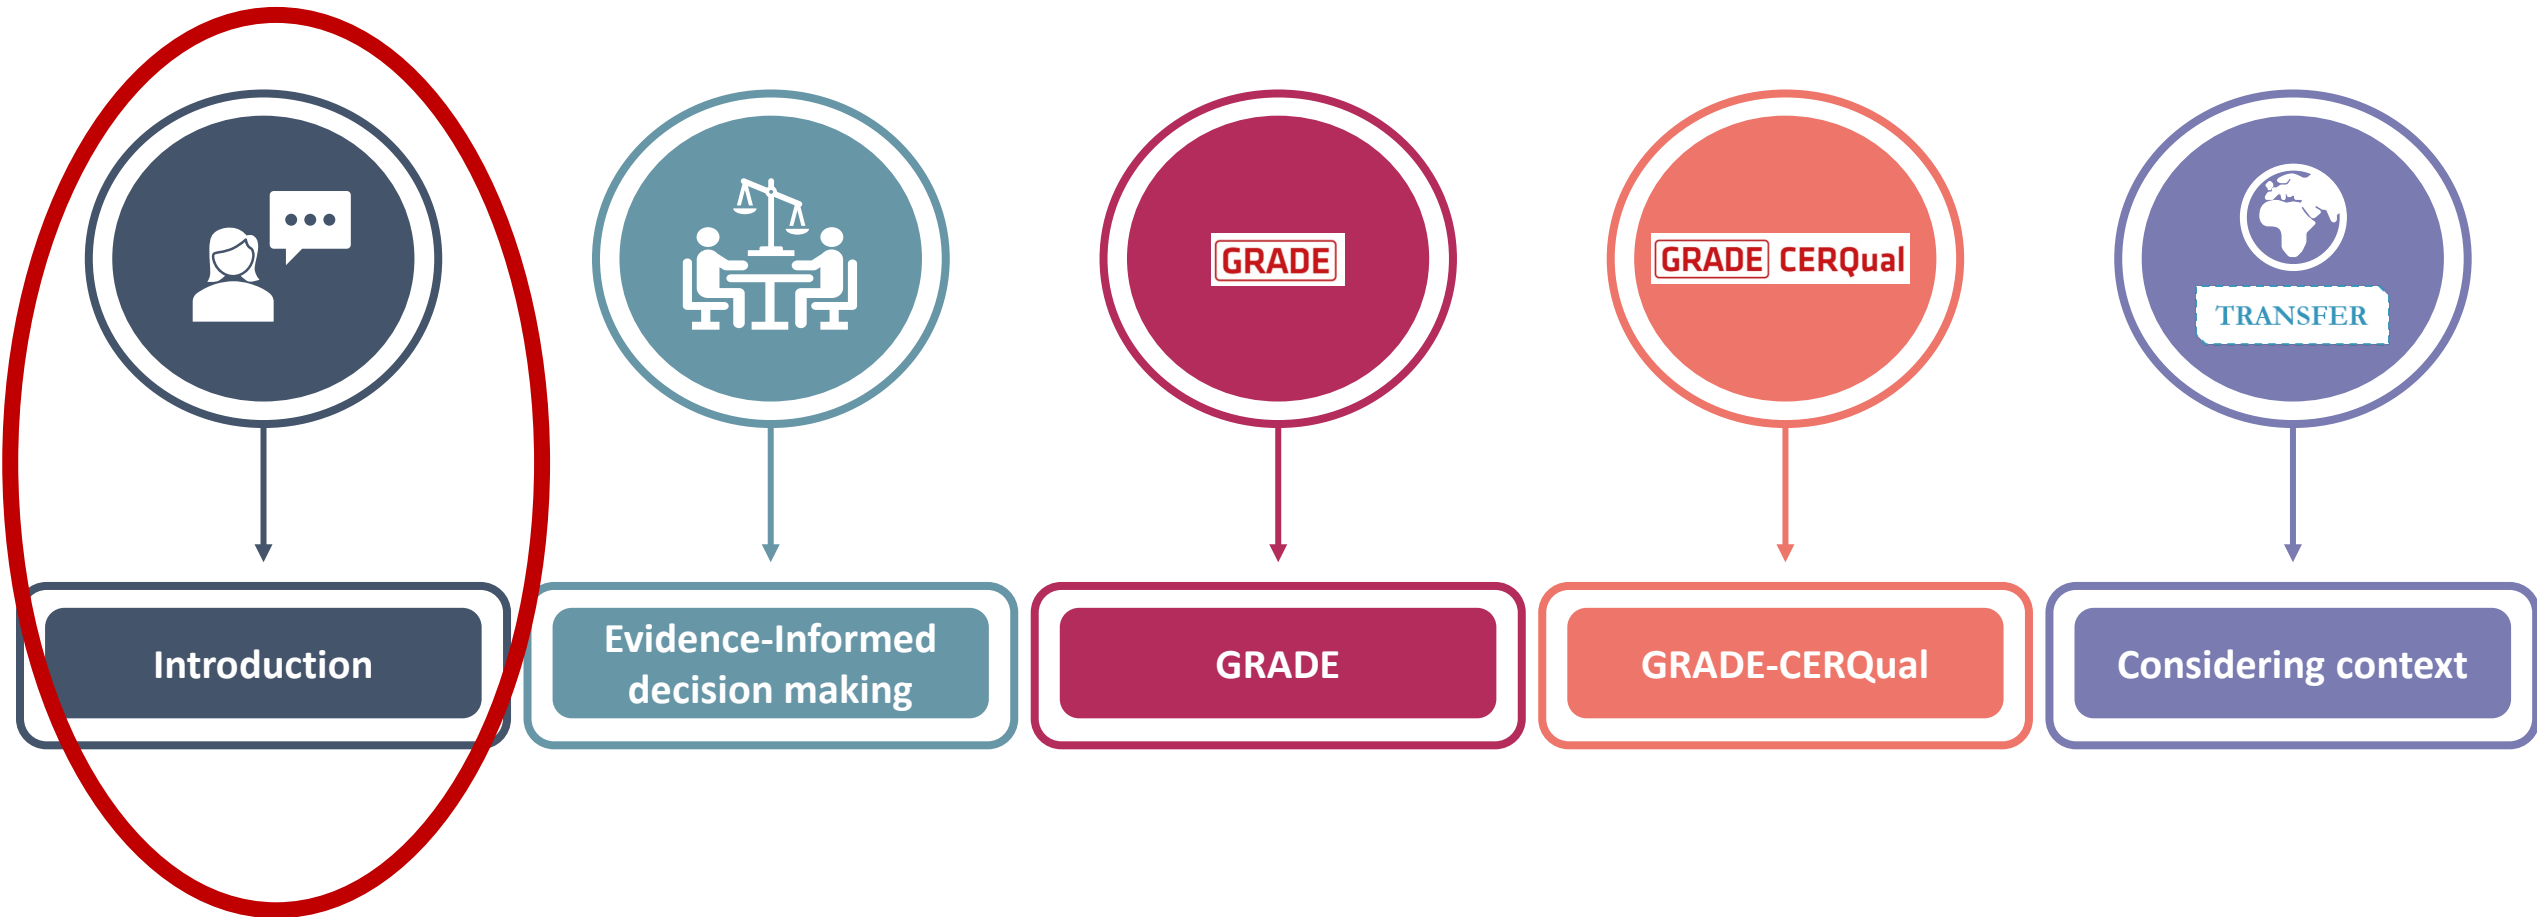 GRADE
GRADE CERQual
TRANSFER
Introduction
Evidence-Informed
decision making
GRADE
GRADE-CERQual
Considering context